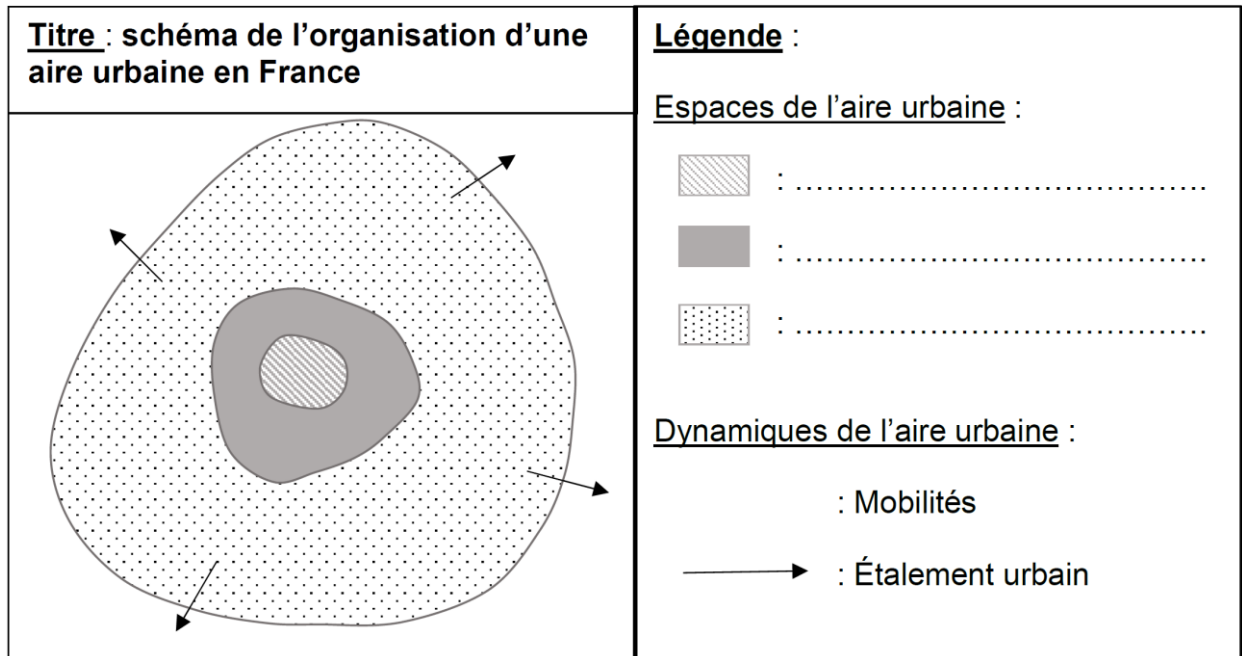 Titre : schéma de l'organisation d'une
aire urbaine en France
Légende :
Espaces de l'aire urbaine :
: ……………………………………
: ……………………………………
: ……………………………………
Dynamiques de l'aire urbaine :
: Mobilités
: Étalement urbain